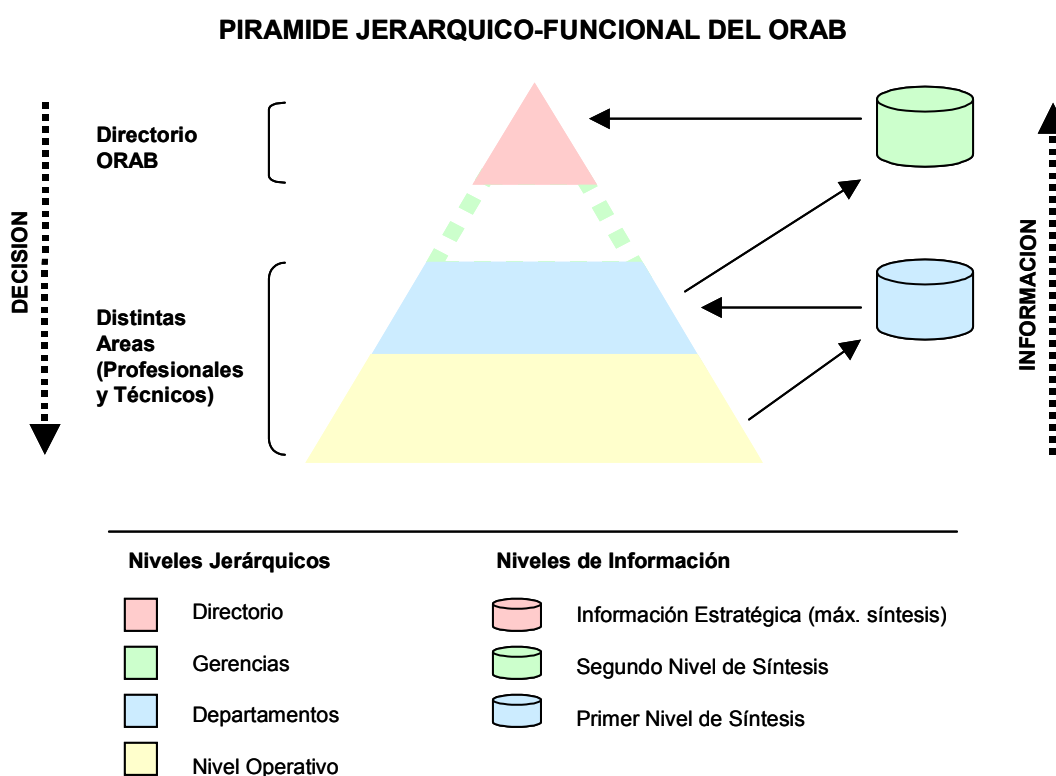 PIRAMIDE JERARQUICO-FUNCIONAL DEL ORAB
Directorio
ORAB
DECISION
Distintas
Areas
(Profesionales
y Técnicos)
INFORMACION
Niveles Jerárquicos
Directorio
Gerencias
Departamentos
Nivel Operativo
Niveles de Información
Información Estratégica (máx. síntesis)
Segundo Nivel de Síntesis
Primer Nivel de Síntesis